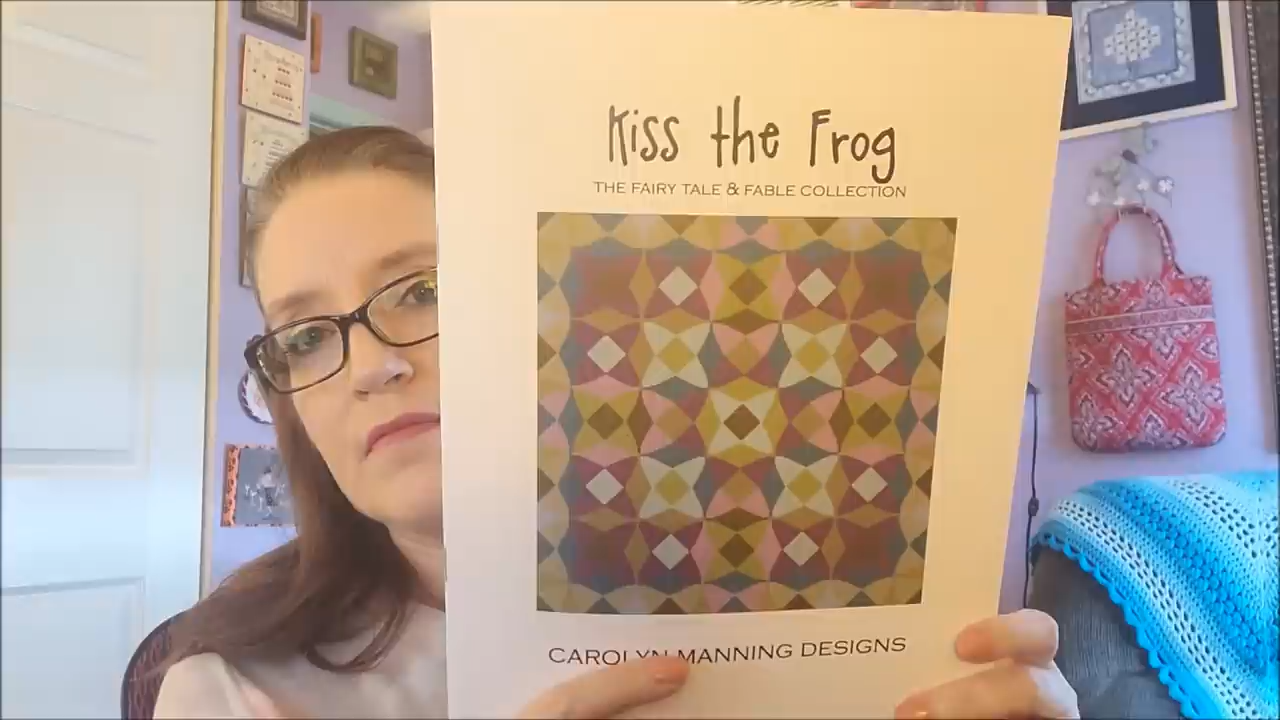 Kiss the Frog
THE FAIRY TALE & FABLE COLLECTION
CAROLYN MANNING DESIGNS